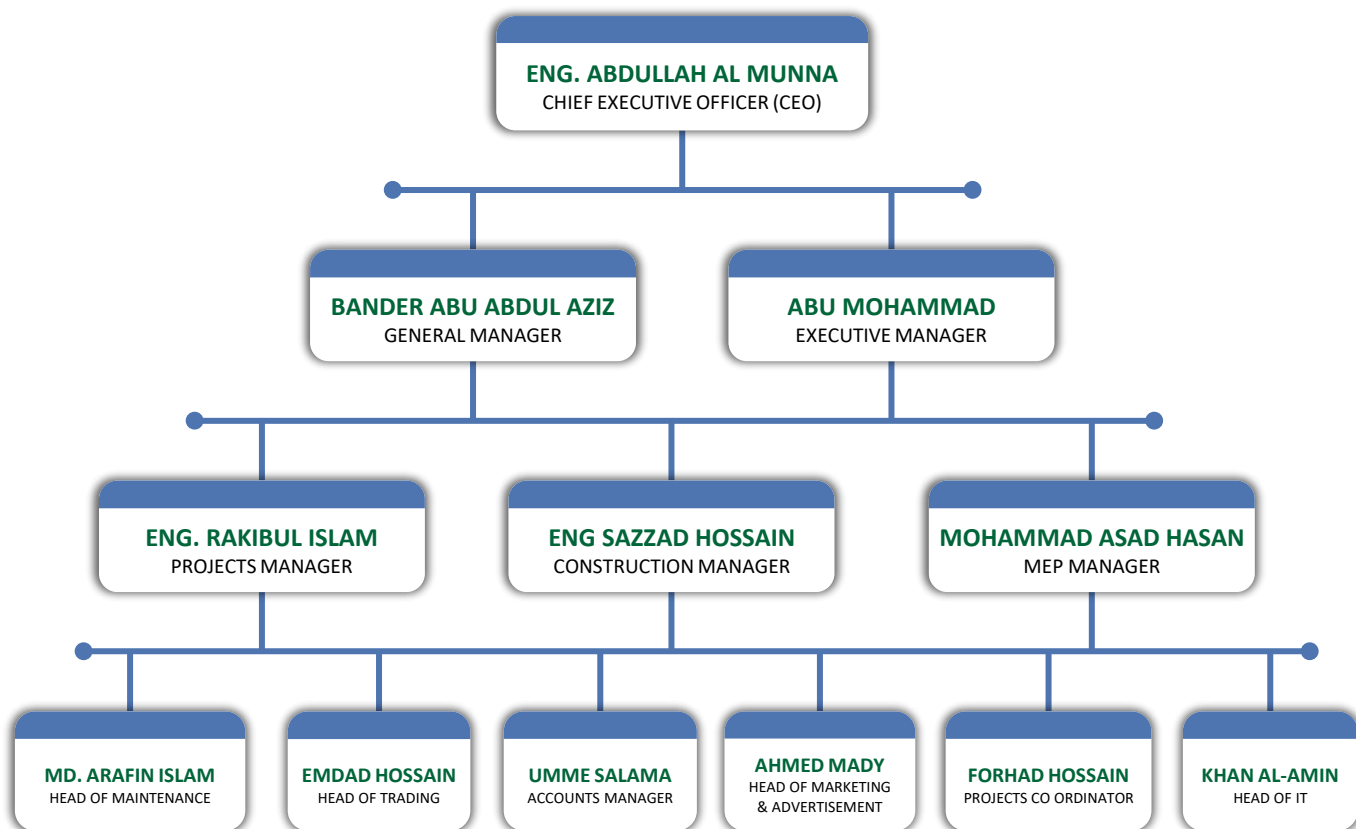 ENG. ABDULLAH AL MUNNA
CHIEF EXECUTIVE OFFICER (CEO)
BANDER ABU ABDUL AZIZ
GENERAL MANAGER
ABU MOHAMMAD
EXECUTIVE MANAGER
ENG. RAKIBUL ISLAM
PROJECTS MANAGER
ENG SAZZAD HOSSAIN
CONSTRUCTION MANAGER
MOHAMMAD ASAD HASAN
MEP MANAGER
MD. ARAFIN ISLAM
HEAD OF MAINTENANCE
EMDAD HOSSAIN
HEAD OF TRADING
UMME SALAMA
ACCOUNTS MANAGER
AHMED MADY
HEAD OF MARKETING
& ADVERTISEMENT
FORHAD HOSSAIN
PROJECTS CO ORDINATOR
KHAN AL-AMIN
HEAD OF IT